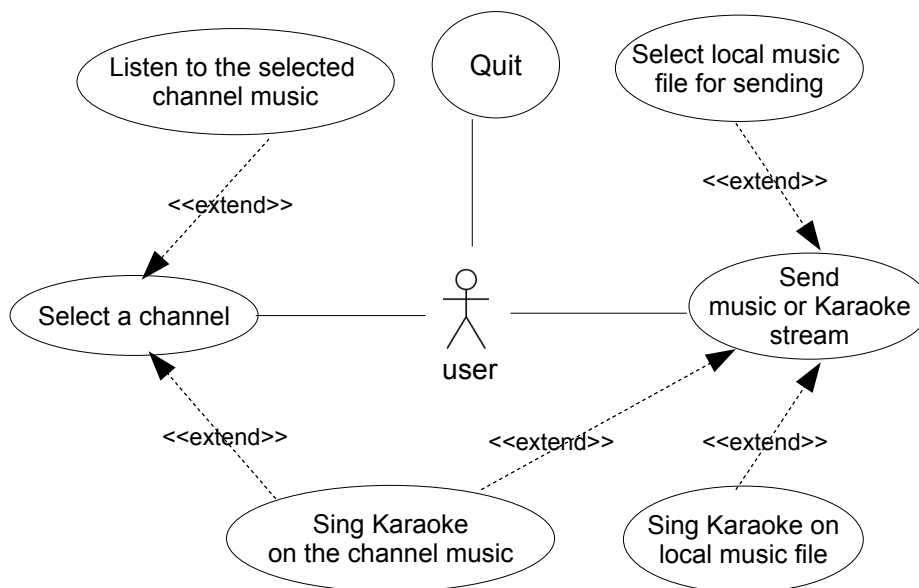 Listen to the selected
channel music
Quit
Select local music
file for sending
<<extend>>
<<extend>>
Select a channel
user
Send
music or Karaoke
stream
<<extend>>
<<extend>>
<<extend>>
Sing Karaoke
on the channel music
Sing Karaoke on
local music file